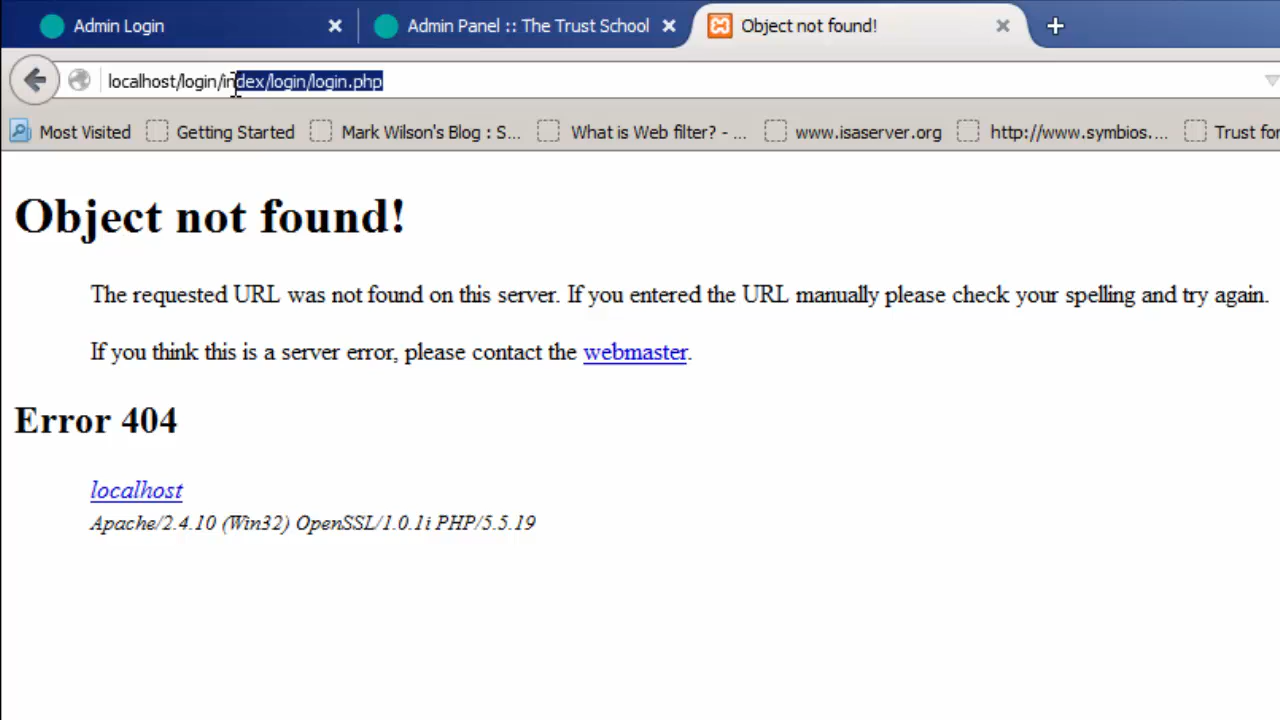 Admin Login
Admin Panel :: The Trust School
Object not found!
localhost/login/index/login/login.php
Most Visited
Getting Started
Mark Wilson's Blog : S...
What is Web filter? - ...
www.isaserver.org
http://www.symbios....
Trust for
Object not found!
The requested URL was not found on this server. If you entered the URL manually please check your spelling and try again.
If you think this is a server error, please contact the webmaster.
Error 404
localhost
Apache/2.4.10 (Win32) OpenSSL/1.0.1i PHP/5.5.19